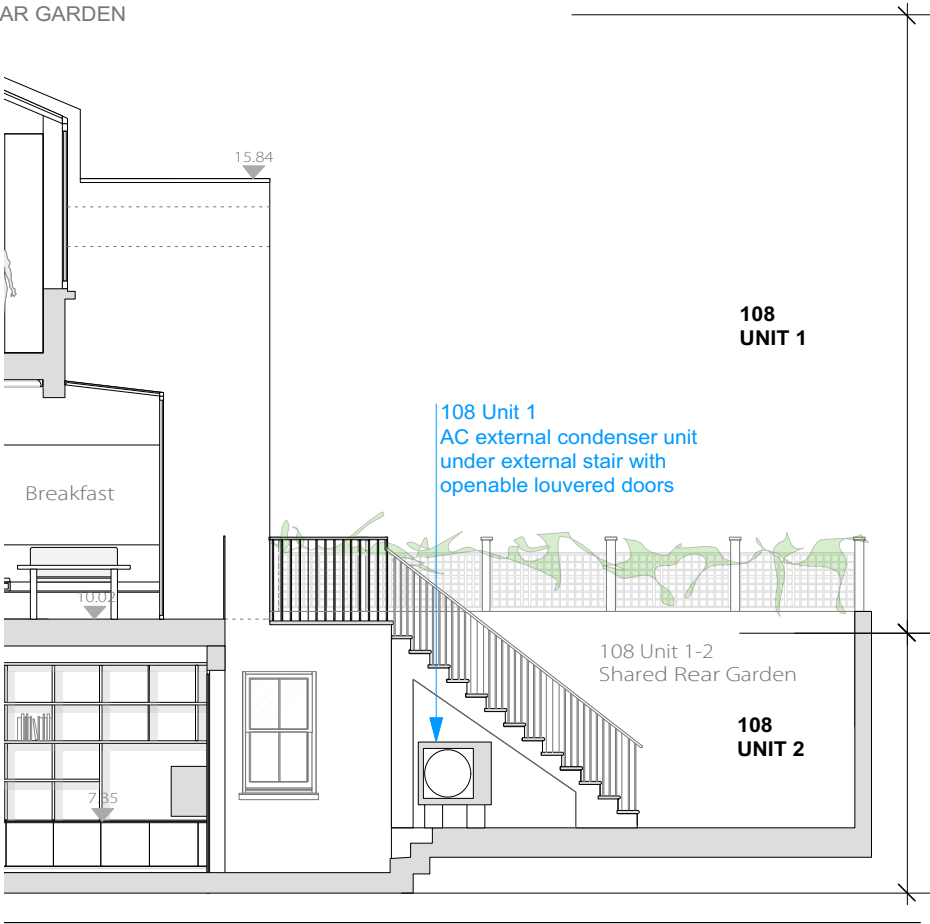 AR GARDEN
15.84
108
UNIT 1
108 Unit 1
AC external condenser unit
under external stair with
openable louvered doors
Breakfast
10.02
108 Unit 1-2
Shared Rear Garden
108
UNIT 2
7.35